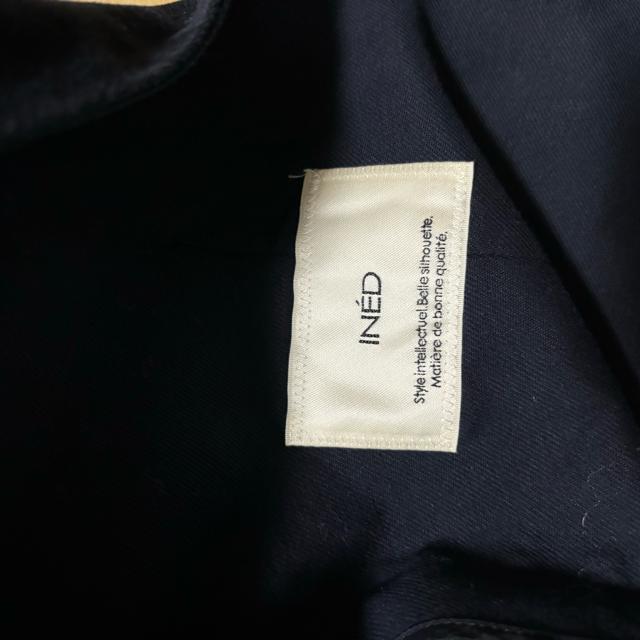 INÉD
Style intellectuel.Belle silhouette.
Matière de bonne qualité.